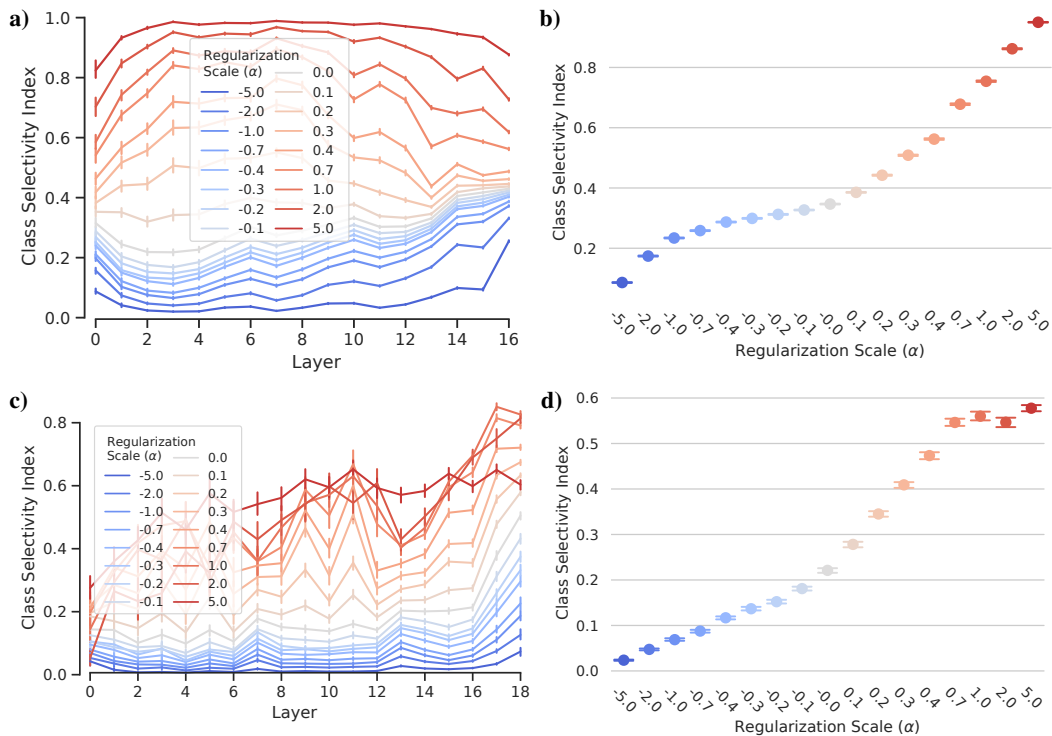 a)
Class Selectivity Index
1.0
0.8
0.6
0.4
0.2
0.0
Regularization
Scale (α)
-5.0
-2.0
-1.0
-0.7
-0.4
-0.3
-0.2
-0.1
0.0
0.1
0.2
0.3
0.4
0.7
1.0
2.0
5.0
0 2 4 6 8 10 12 14 16
Layer
b)
Class Selectivity Index
0.8
0.6
0.4
0.2
-5.0 -2.0 -1.0 -0.7 -0.4 -0.3 -0.2 -0.1 -0.0 0.1 0.2 0.3 0.4 0.7 1.0 2.0 5.0
Regularization Scale (α)
c)
Class Selectivity Index
0.8
0.6
0.4
0.2
0.0
Regularization
Scale (α)
-5.0
-2.0
-1.0
-0.7
-0.4
-0.3
-0.2
-0.1
0.0
0.1
0.2
0.3
0.4
0.7
1.0
2.0
5.0
0 2 4 6 8 10 12 14 16 18
Layer
d)
Class Selectivity Index
0.6
0.5
0.4
0.3
0.2
0.1
0.0
-5.0 -2.0 -1.0 -0.7 -0.4 -0.3 -0.2 -0.1 -0.0 0.1 0.2 0.3 0.4 0.7 1.0 2.0 5.0
Regularization Scale (α)